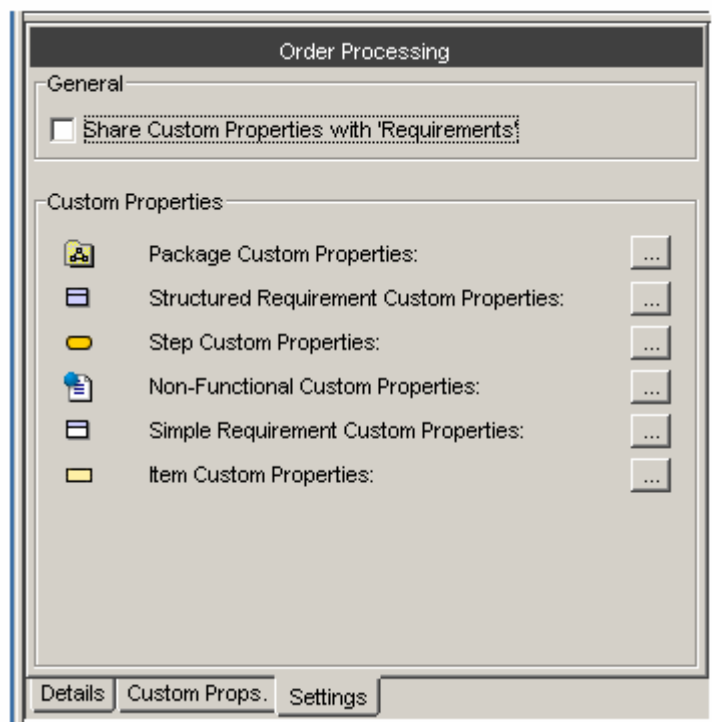 Order Processing
General
Share Custom Properties with 'Requirements'
Custom Properties
Package Custom Properties: ...
Structured Requirement Custom Properties: ...
Step Custom Properties: ...
Non-Functional Custom Properties: ...
Simple Requirement Custom Properties: ...
Item Custom Properties: ...
Details Custom Props. Settings